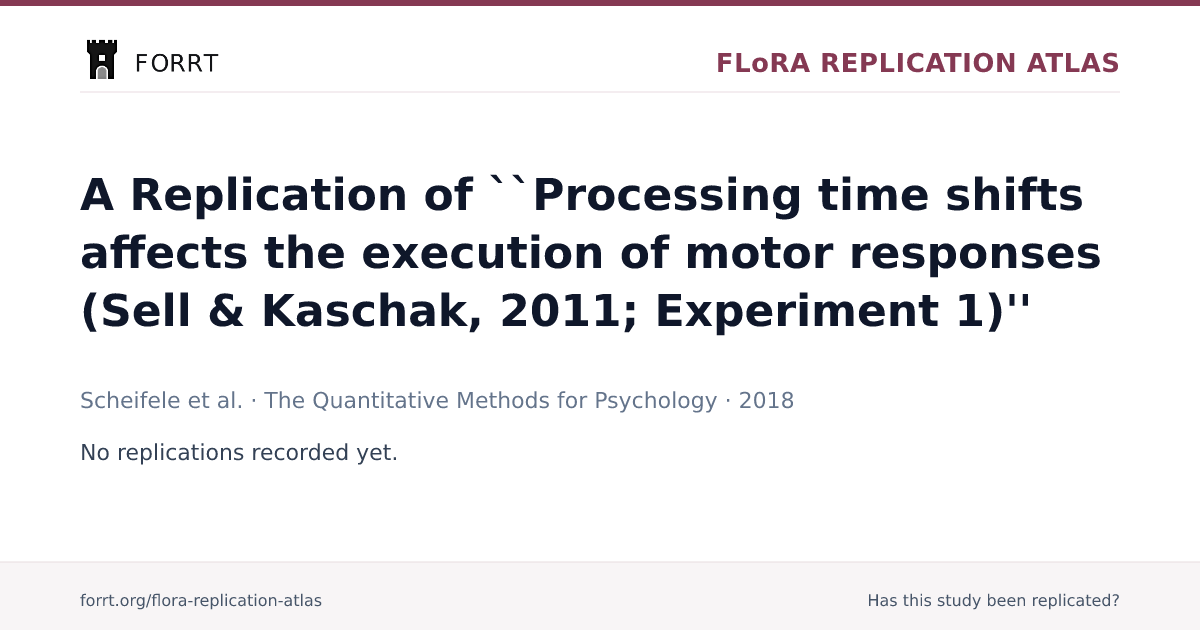 FORRT
FLoRA REPLICATION ATLAS
A Replication of ``Processing time shifts
affects the execution of motor responses
(Sell & Kaschak, 2011; Experiment 1)''
Scheifele et al. · The Quantitative Methods for Psychology · 2018
No replications recorded yet.
forrt.org/flora-replication-atlas
Has this study been replicated?